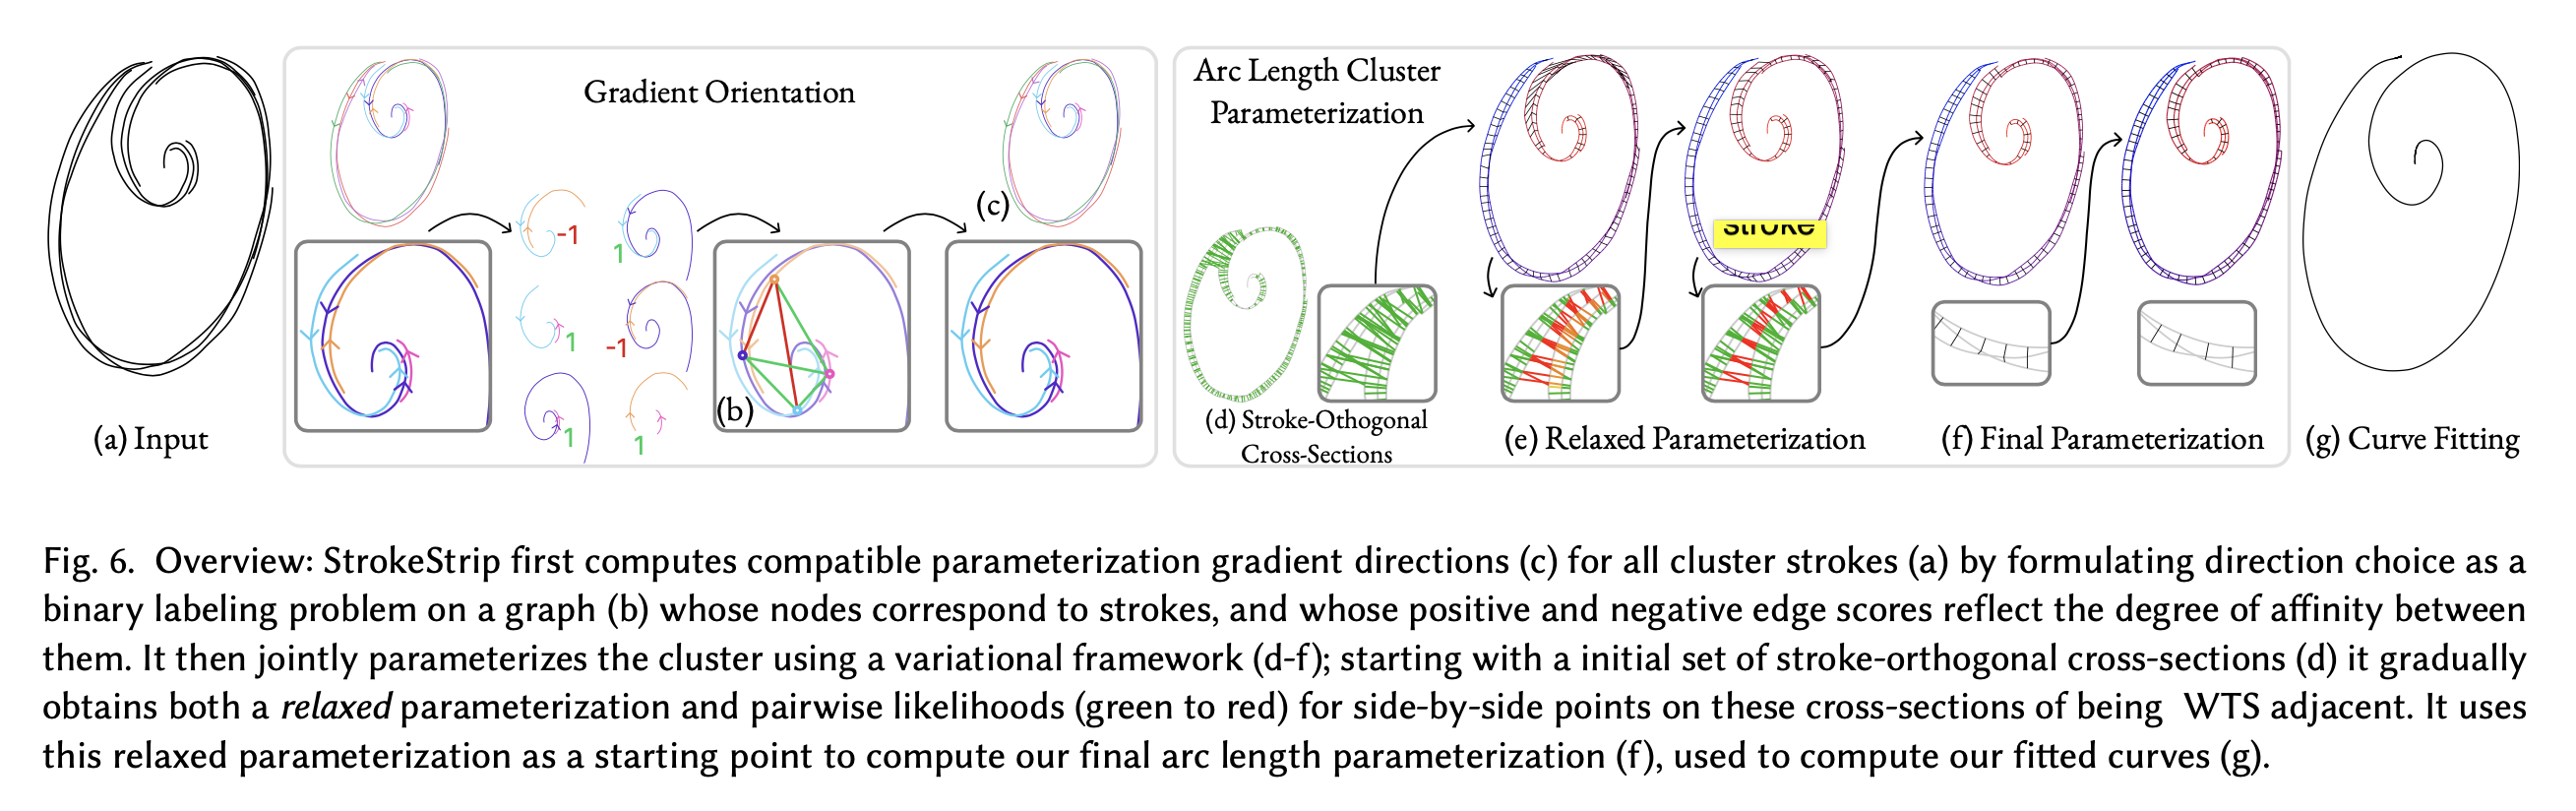 Gradient Orientation
Arc Length Cluster
Parameterization
-1
1
1
-1
1
1
(a) Input
(b)
(c)
stroke
(d) Stroke-Othogonal
Cross-Sections
(e) Relaxed Parameterization
(f) Final Parameterization
(g) Curve Fitting
Fig. 6. Overview: StrokeStrip first computes compatible parameterization gradient directions (c) for all cluster strokes (a) by formulating direction choice as a
binary labeling problem on a graph (b) whose nodes correspond to strokes, and whose positive and negative edge scores reflect the degree of affinity between
them. It then jointly parameterizes the cluster using a variational framework (d-f); starting with a initial set of stroke-orthogonal cross-sections (d) it gradually
obtains both a relaxed parameterization and pairwise likelihoods (green to red) for side-by-side points on these cross-sections of being WTS adjacent. It uses
this relaxed parameterization as a starting point to compute our final arc length parameterization (f), used to compute our fitted curves (g).